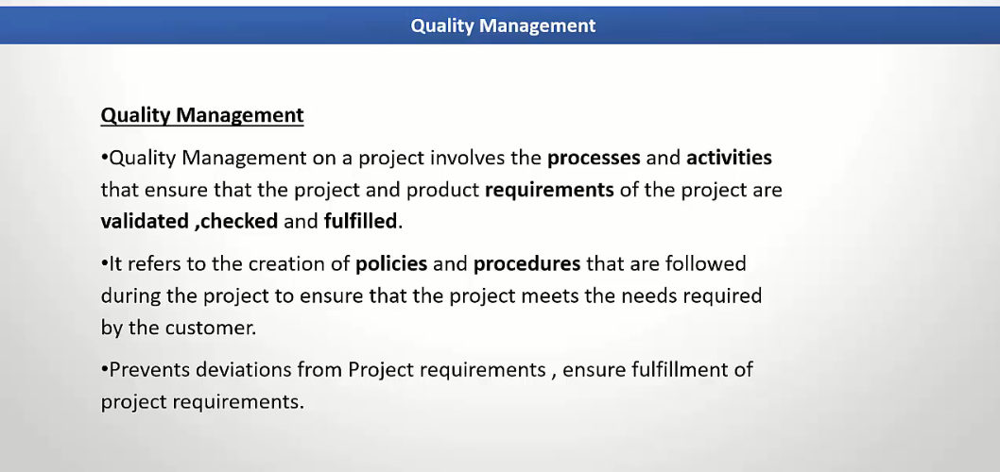 Quality Management
Quality Management
•Quality Management on a project involves the processes and activities
that ensure that the project and product requirements of the project are
validated ,checked and fulfilled.
•It refers to the creation of policies and procedures that are followed
during the project to ensure that the project meets the needs required
by the customer.
•Prevents deviations from Project requirements , ensure fulfillment of
project requirements.